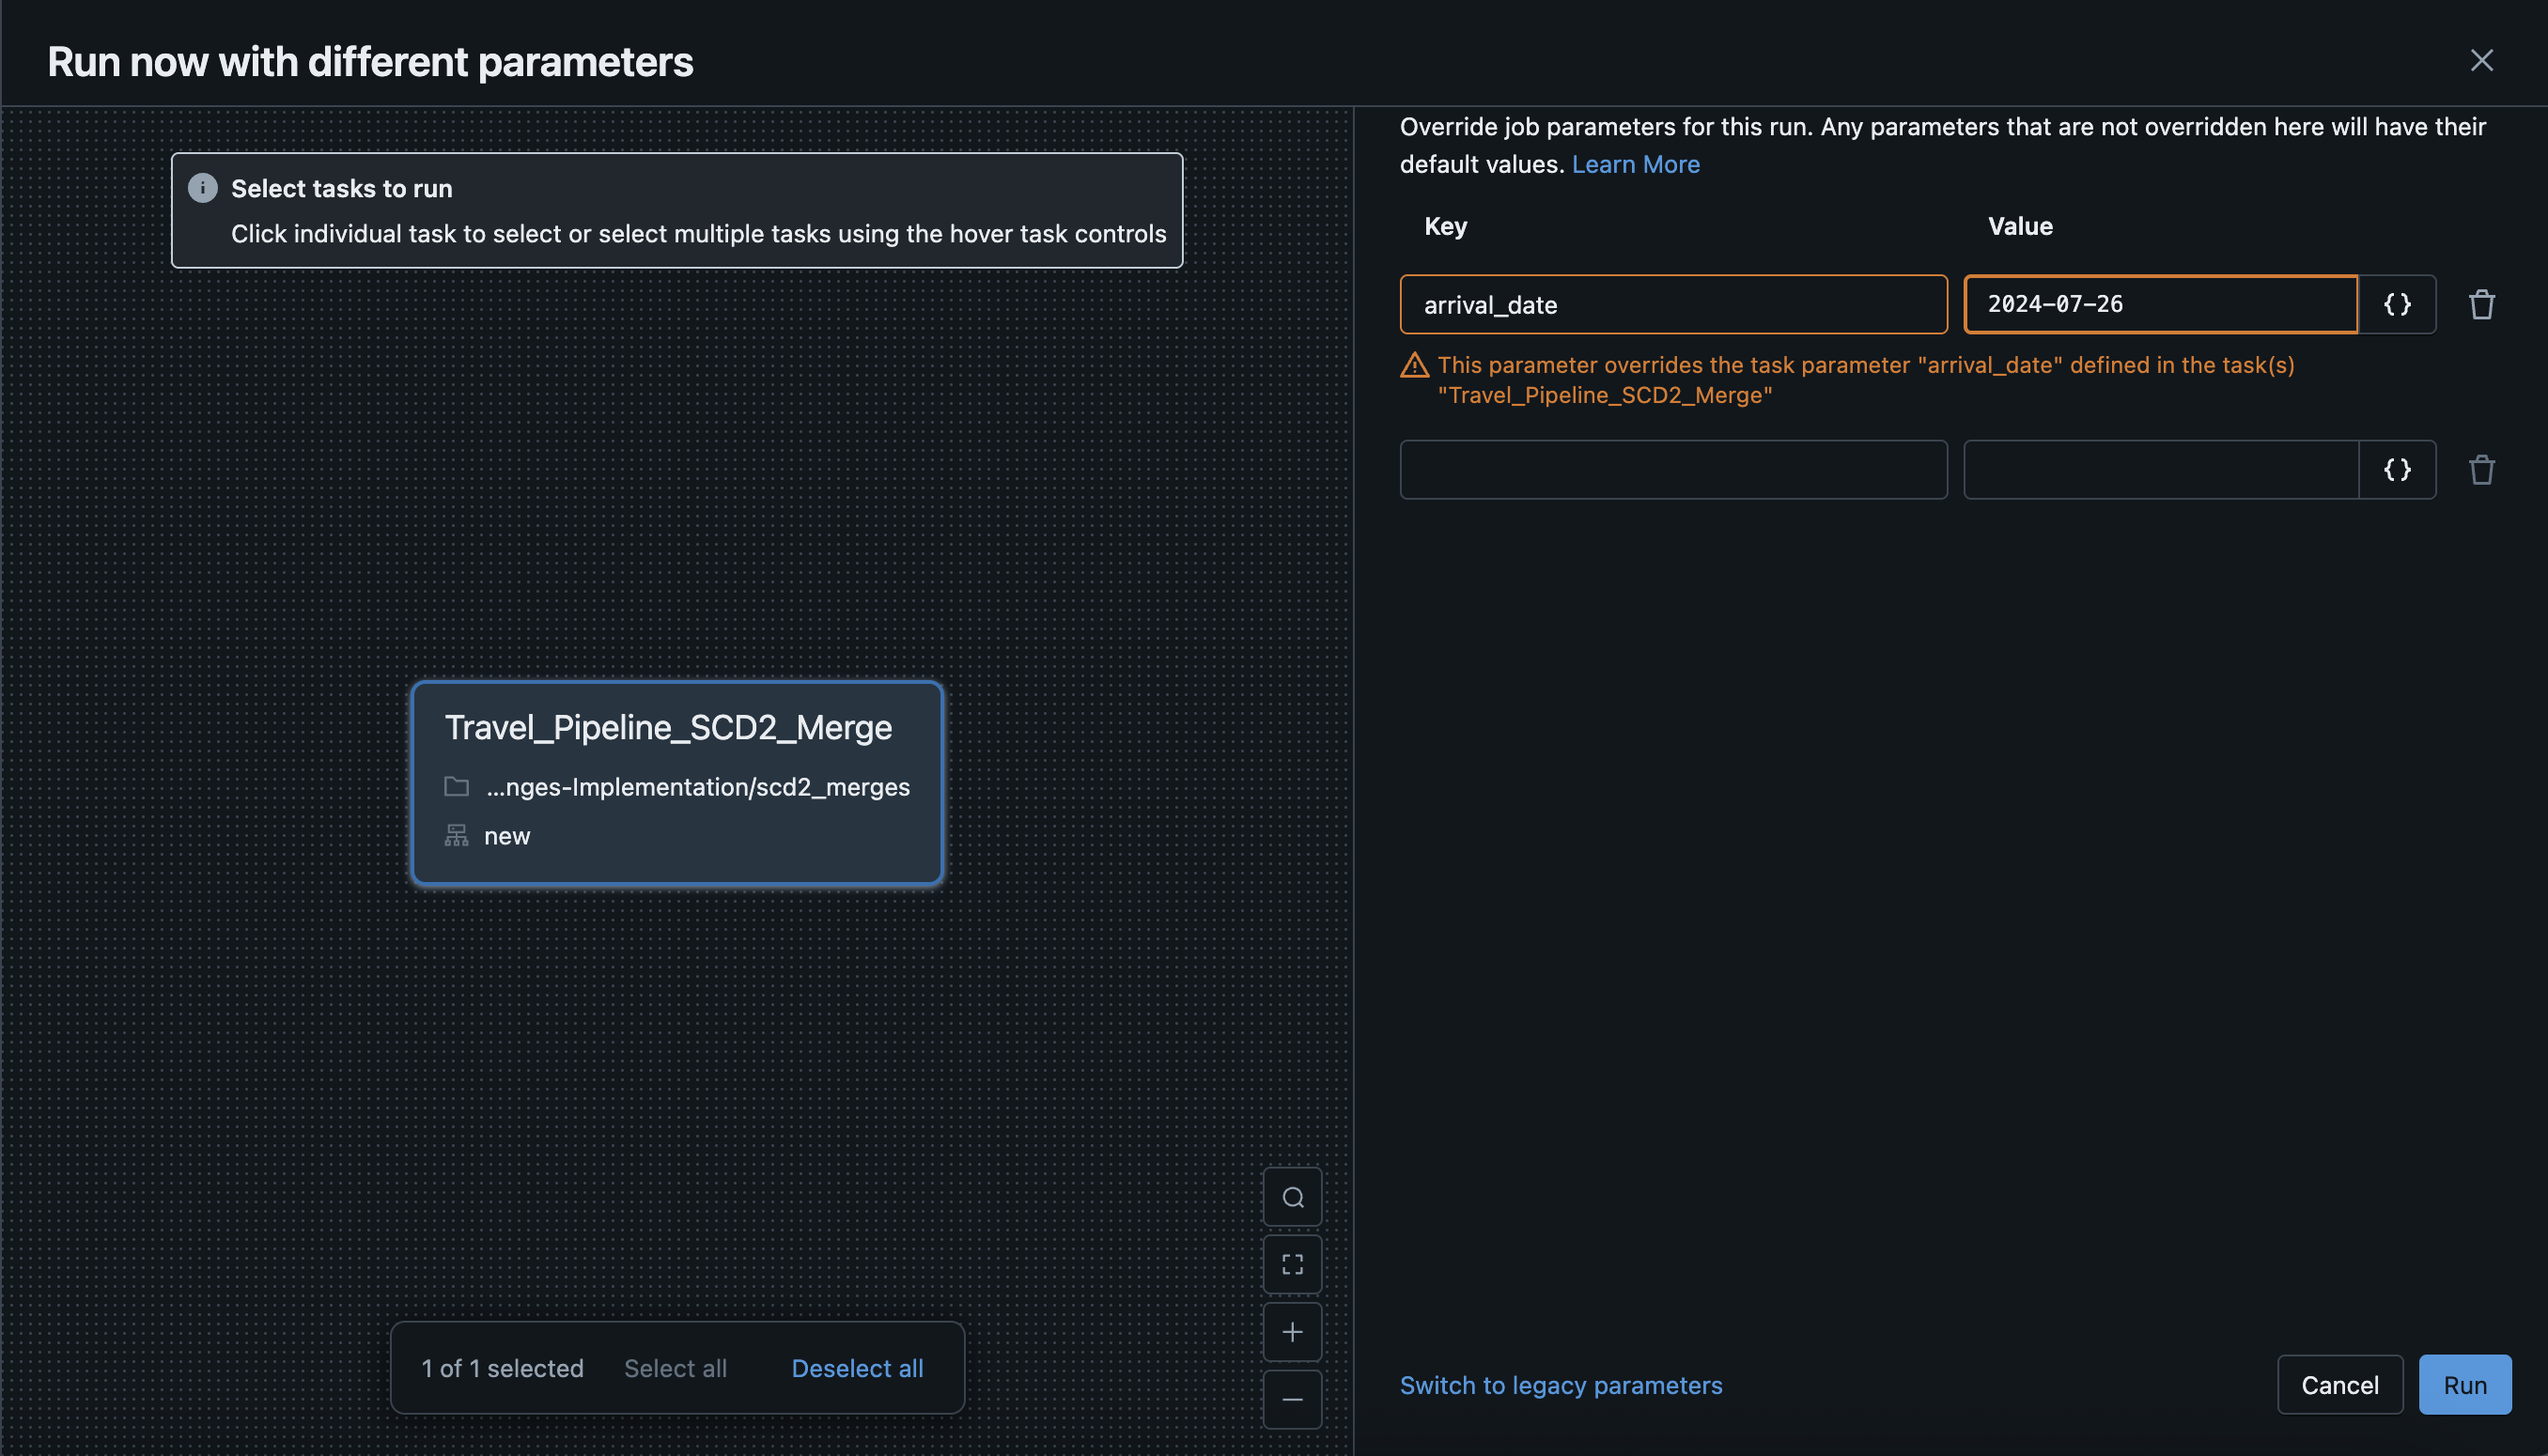 Run now with different parameters
Select tasks to run
Click individual task to select or select multiple tasks using the hover task controls
Travel_Pipeline_SCD2_Merge
...nges-Implementation/scd2_merges
new
1 of 1 selected Select all Deselect all
Override job parameters for this run. Any parameters that are not overridden here will have their
default values. Learn More
Key Value
arrival_date 2024-07-26 {}
This parameter overrides the task parameter "arrival_date" defined in the task(s)
"Travel_Pipeline_SCD2_Merge"
{}
Switch to legacy parameters Cancel Run